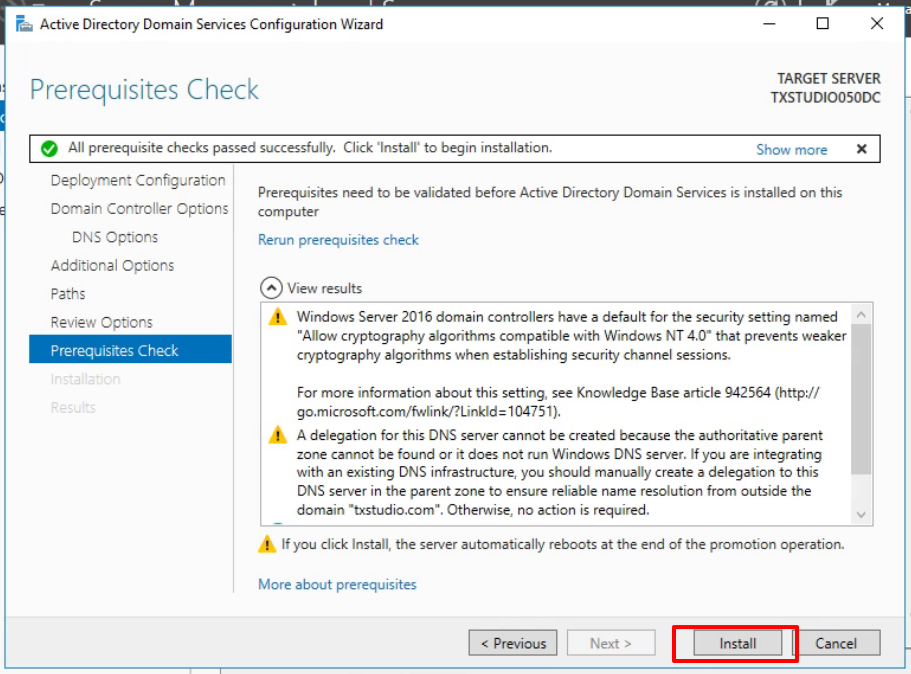 Active Directory Domain Services Configuration Wizard
Prerequisites Check
TARGET SERVER
TXSTUDIO050DC
All prerequisite checks passed successfully.  Click 'Install' to begin installation.
Show more
Deployment Configuration
Domain Controller Options
DNS Options
Additional Options
Paths
Review Options
Prerequisites Check
Installation
Results
Prerequisites need to be validated before Active Directory Domain Services is installed on this
computer
Rerun prerequisites check
View results
Windows Server 2016 domain controllers have a default for the security setting named
"Allow cryptography algorithms compatible with Windows NT 4.0" that prevents weaker
cryptography algorithms when establishing security channel sessions.
For more information about this setting, see Knowledge Base article 942564 (http://
go.microsoft.com/fwlink/?LinkId=104751).
A delegation for this DNS server cannot be created because the authoritative parent
zone cannot be found or it does not run Windows DNS server. If you are integrating
with an existing DNS infrastructure, you should manually create a delegation to this
DNS server in the parent zone to ensure reliable name resolution from outside the
domain "txstudio.com". Otherwise, no action is required.
If you click Install, the server automatically reboots at the end of the promotion operation.
More about prerequisites
< Previous
Next >
Install
Cancel